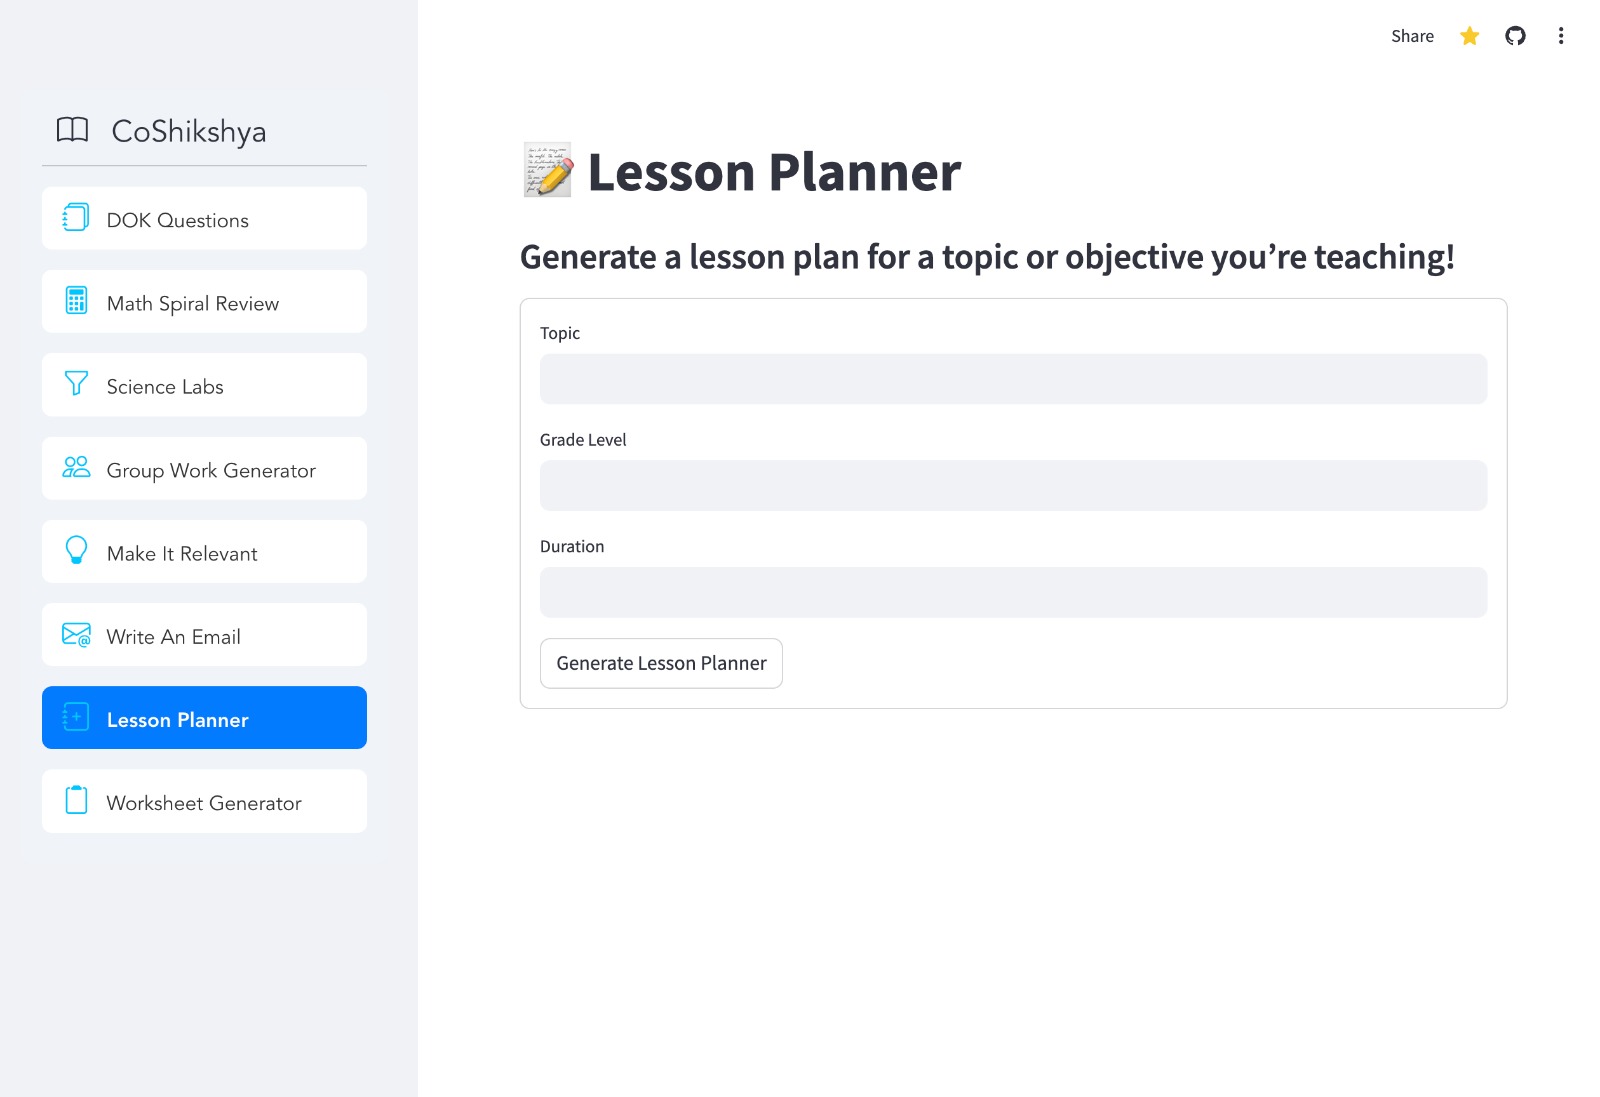 Share
CoShikshya
DOK Questions
Math Spiral Review
Science Labs
Group Work Generator
Make It Relevant
Write An Email
Lesson Planner
Worksheet Generator
Lesson Planner
Generate a lesson plan for a topic or objective you’re teaching!
Topic
Grade Level
Duration
Generate Lesson Planner